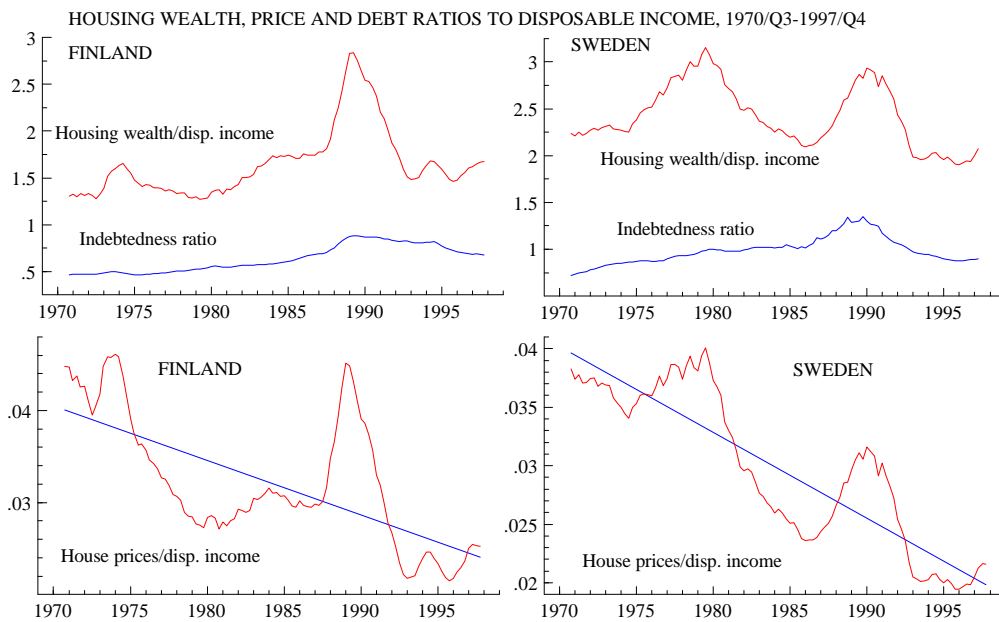 HOUSING WEALTH, PRICE AND DEBT RATIOS TO DISPOSABLE INCOME, 1970/Q3-1997/Q4
FINLAND
3
2.5
2
1.5
1
.5
Housing wealth/disp. income
Indebtedness ratio
1970 1975 1980 1985 1990 1995
SWEDEN
3
2.5
2
1.5
1
Housing wealth/disp. income
Indebtedness ratio
1970 1975 1980 1985 1990 1995
FINLAND
.04
.03
House prices/disp. income
1970 1975 1980 1985 1990 1995
SWEDEN
.04
.035
.03
.025
.02
House prices/disp. income
1970 1975 1980 1985 1990 1995